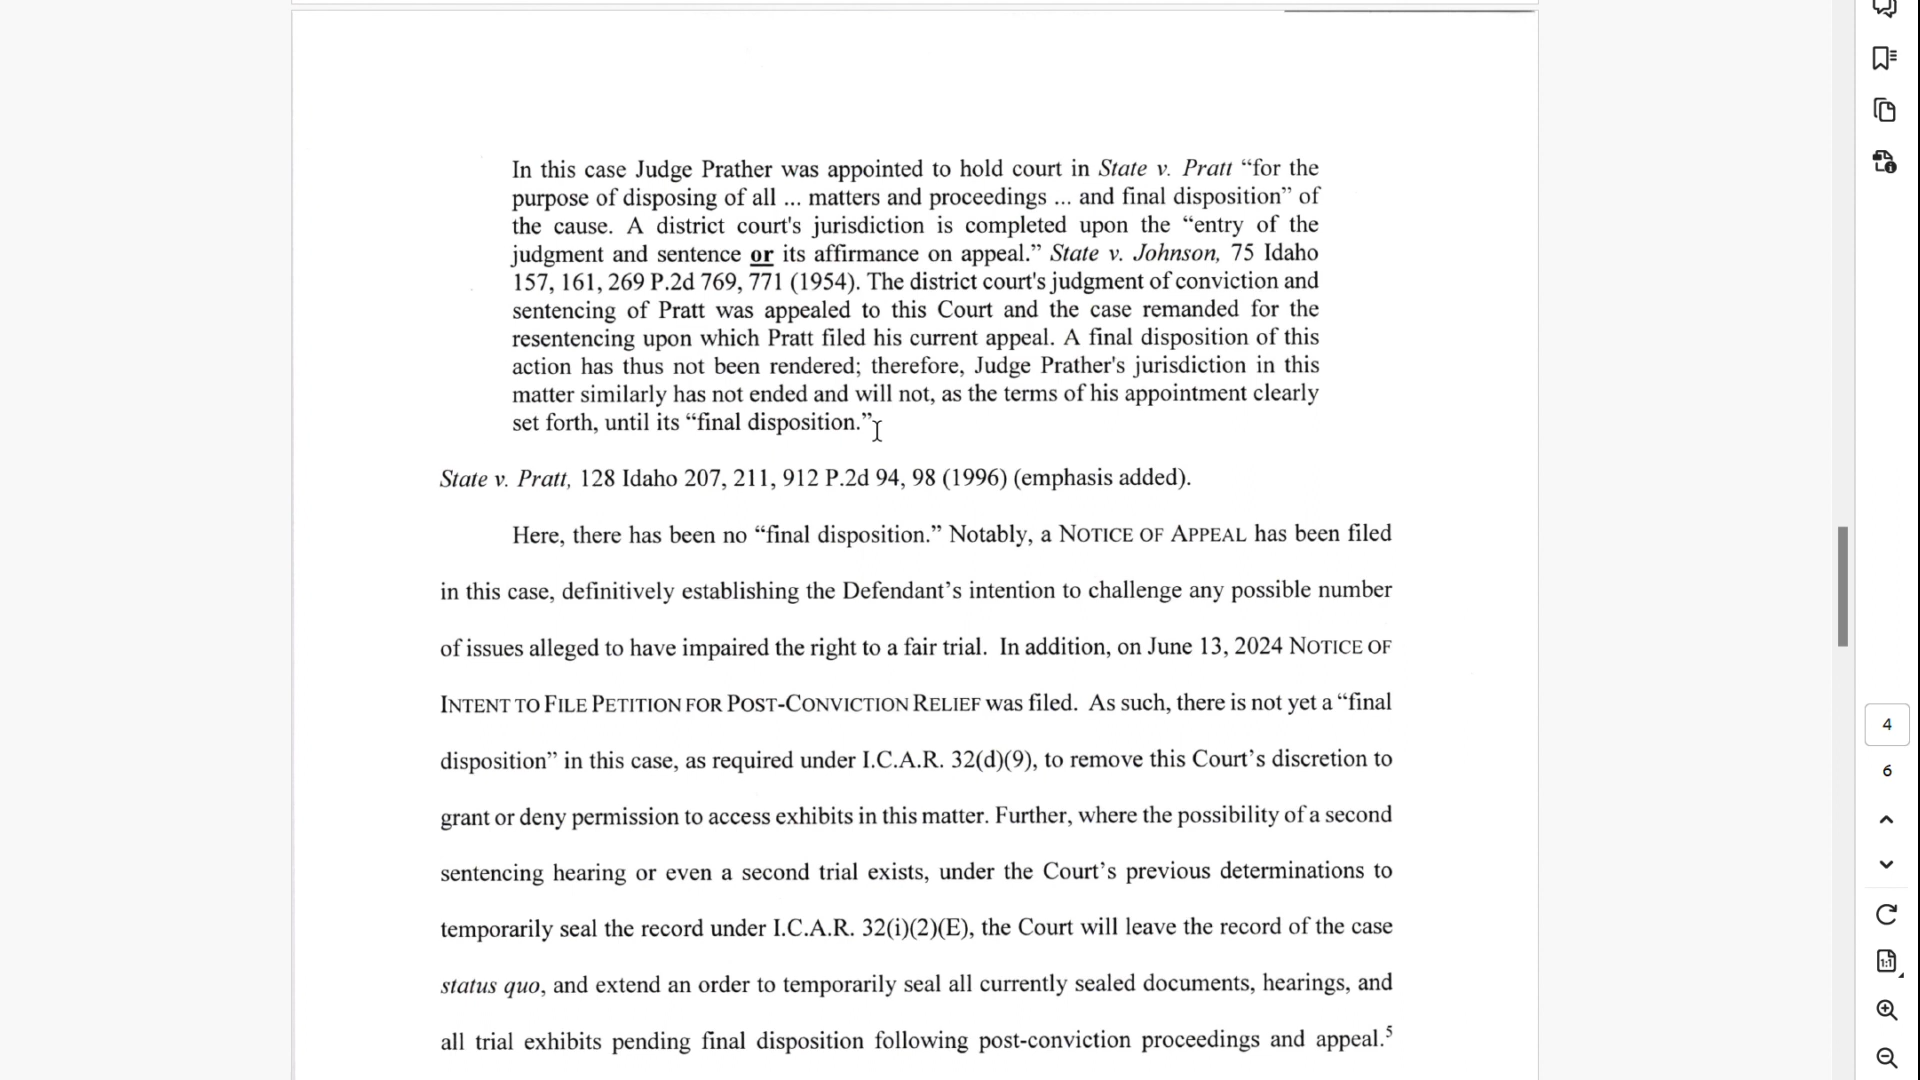 In this case Judge Prather was appointed to hold court in State v. Pratt “for the
purpose of disposing of all ... matters and proceedings ... and final disposition” of
the cause. A district court's jurisdiction is completed upon the “entry of the
judgment and sentence or its affirmance on appeal.” State v. Johnson, 75 Idaho
157, 161, 269 P.2d 769, 771 (1954). The district court's judgment of conviction and
sentencing of Pratt was appealed to this Court and the case remanded for the
resentencing upon which Pratt filed his current appeal. A final disposition of this
action has thus not been rendered; therefore, Judge Prather's jurisdiction in this
matter similarly has not ended and will not, as the terms of his appointment clearly
set forth, until its “final disposition.”
State v. Pratt, 128 Idaho 207, 211, 912 P.2d 94, 98 (1996) (emphasis added).
Here, there has been no “final disposition.” Notably, a NOTICE OF APPEAL has been filed
in this case, definitively establishing the Defendant’s intention to challenge any possible number
of issues alleged to have impaired the right to a fair trial. In addition, on June 13, 2024 NOTICE OF
INTENT TO FILE PETITION FOR POST-CONVICTION RELIEF was filed. As such, there is not yet a “final
disposition” in this case, as required under I.C.A.R. 32(d)(9), to remove this Court’s discretion to
grant or deny permission to access exhibits in this matter. Further, where the possibility of a second
sentencing hearing or even a second trial exists, under the Court’s previous determinations to
temporarily seal the record under I.C.A.R. 32(i)(2)(E), the Court will leave the record of the case
status quo, and extend an order to temporarily seal all currently sealed documents, hearings, and
all trial exhibits pending final disposition following post-conviction proceedings and appeal.5
4
6
1:1